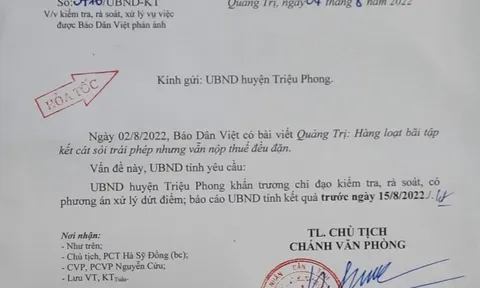 /UBND-KT
Quảng Trị, ngày 04 tháng 8 năm 2022
V/v kiểm tra, rà soát, xử lý vụ việc
được Báo Dân Việt phản ánh
HỎA TỐC
Kính gửi: UBND huyện Triệu Phong.
Ngày 02/8/2022, Báo Dân Việt có bài viết Quảng Trị: Hàng loạt bãi tập
kết cát sỏi trái phép nhưng vẫn nộp thuế đều đặn.
Vấn đề này, UBND tỉnh yêu cầu:
UBND huyện Triệu Phong khẩn trương chỉ đạo kiểm tra, rà soát, có
phương án xử lý dứt điểm; báo cáo UBND tỉnh kết quả trước ngày 15/8/2022./.
Nơi nhận:
- Như trên;
- Chủ tịch, PCT Hà Sỹ Đồng (bc);
- CVP, PCVP Nguyễn Cửu;
- Lưu VT, KT
TL. CHỦ TỊCH
CHÁNH VĂN PHÒNG